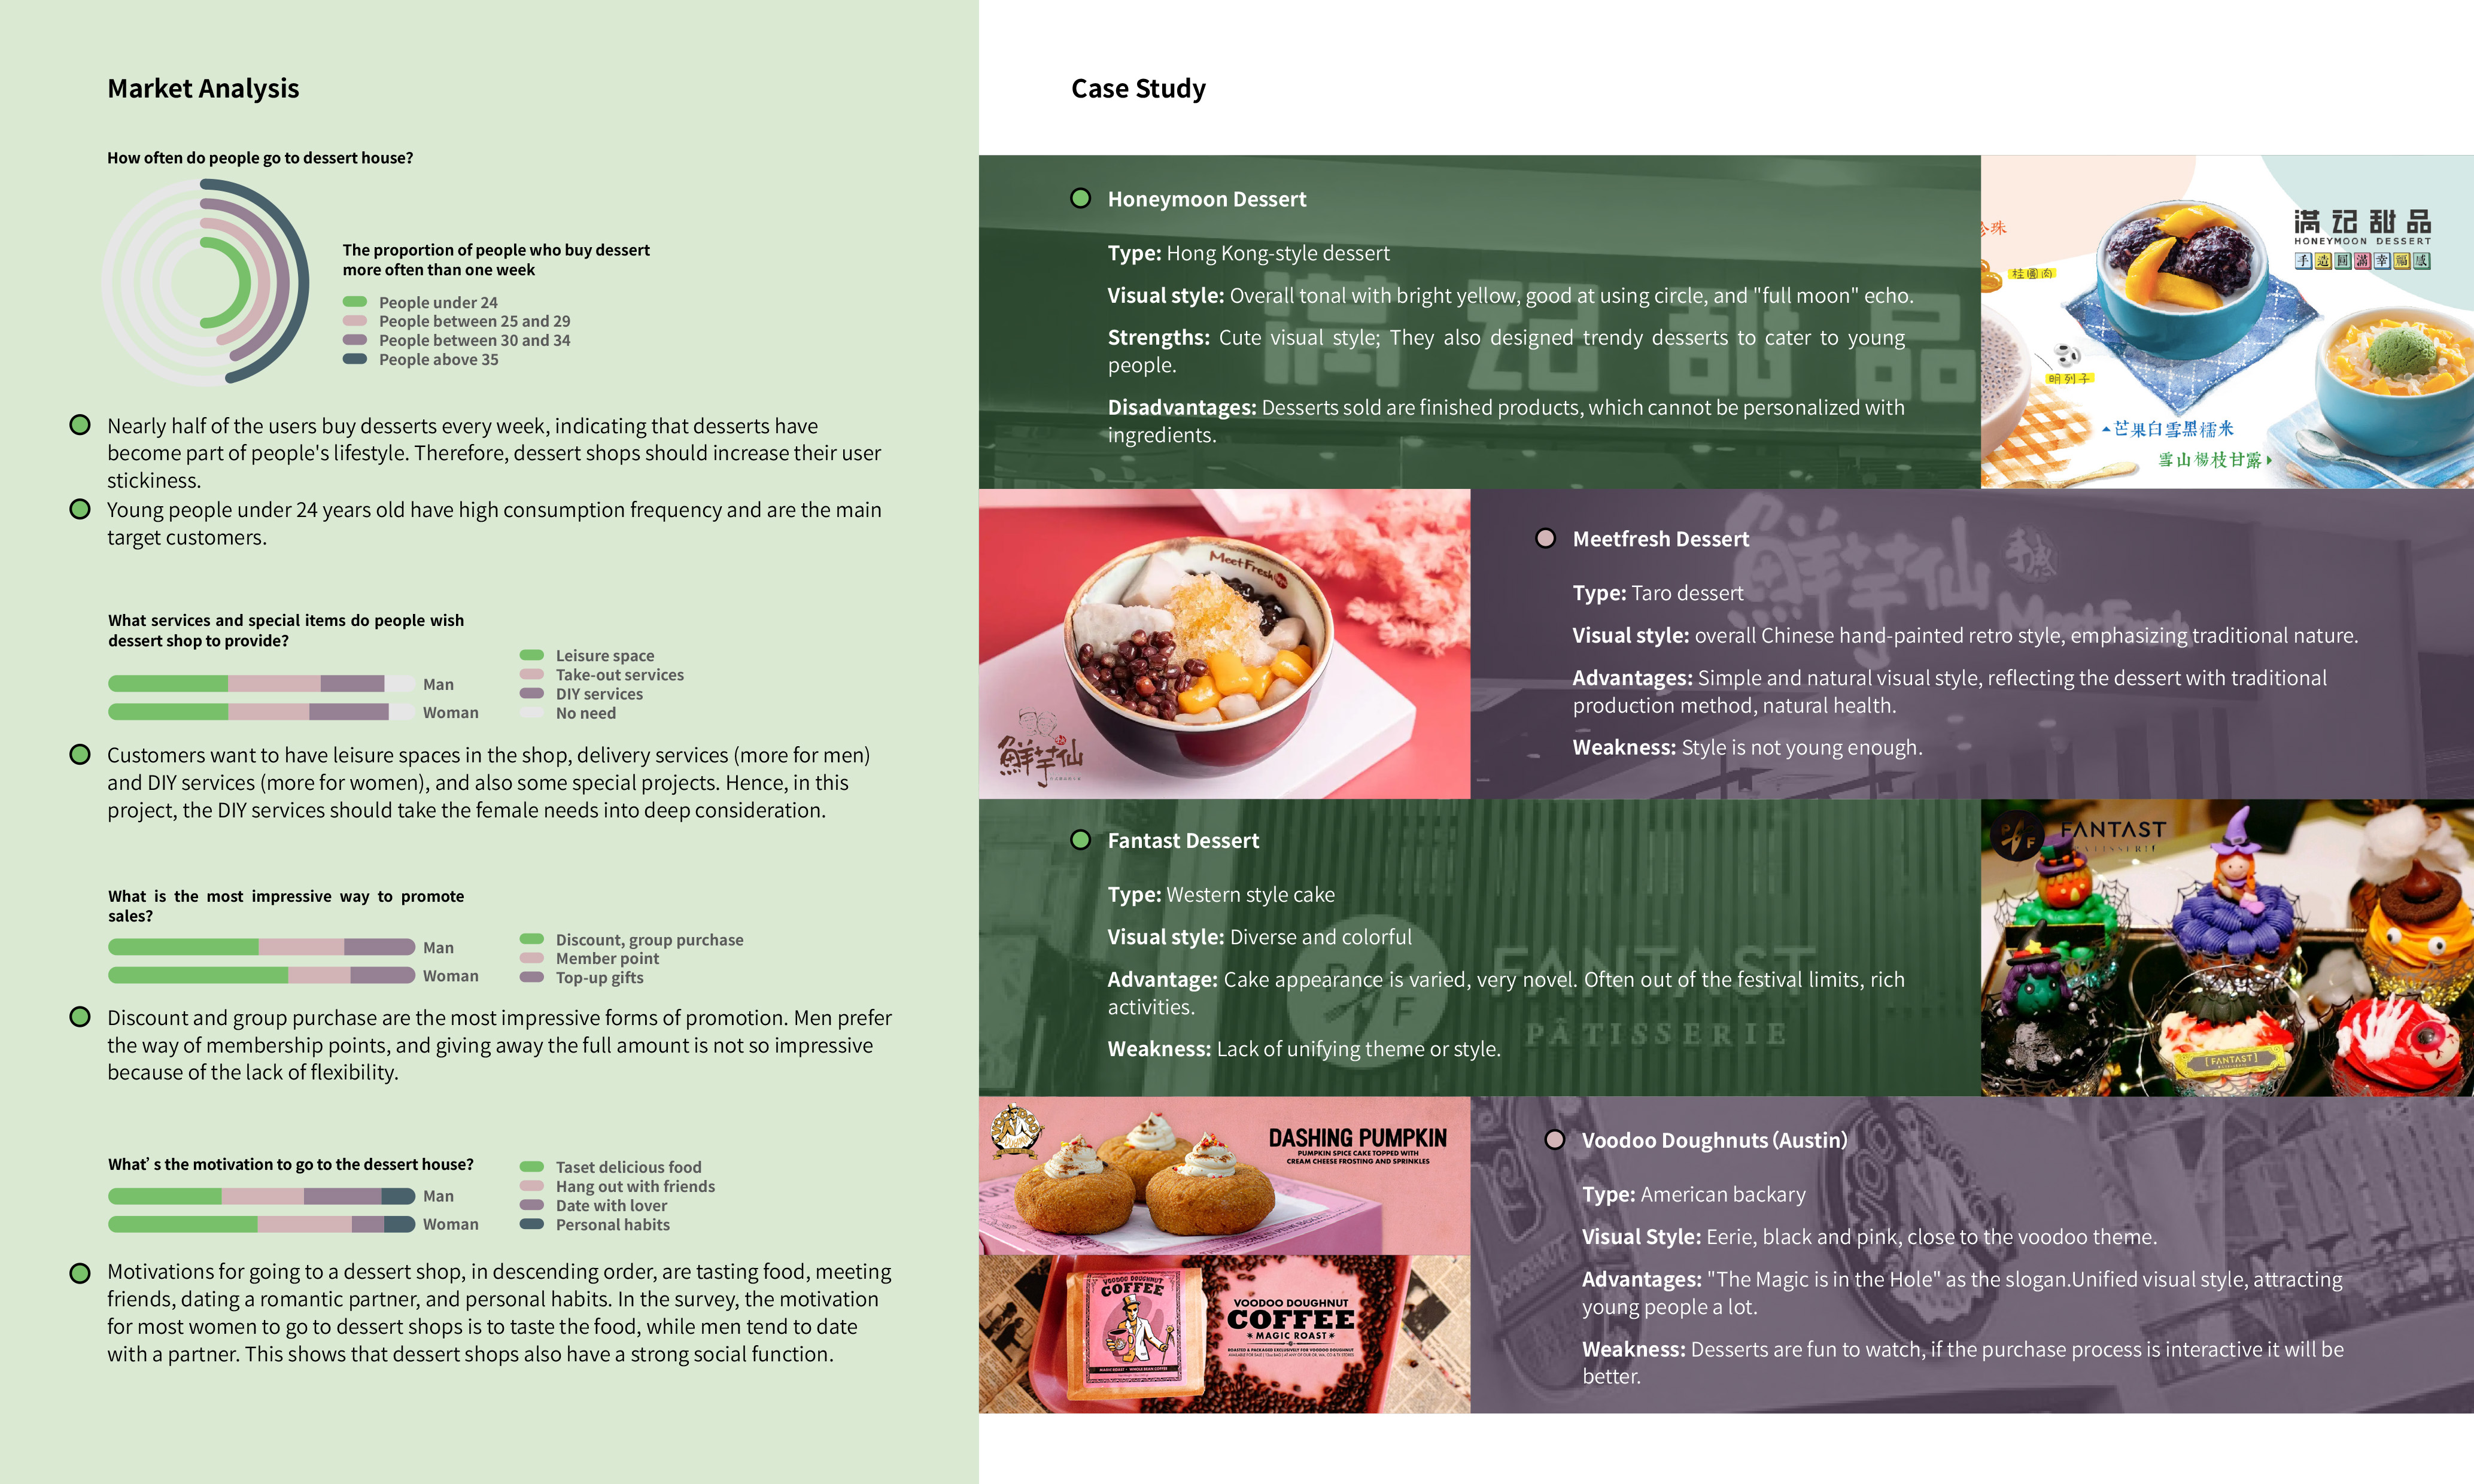 Market Analysis
How often do people go to dessert house?
The proportion of people who buy dessert
more often than one week
People under 24
People between 25 and 29
People between 30 and 34
People above 35
Nearly half of the users buy desserts every week, indicating that desserts have
become part of people's lifestyle. Therefore, dessert shops should increase their user
stickiness.
Young people under 24 years old have high consumption frequency and are the main
target customers.
What services and special items do people wish
dessert shop to provide?
Man
Woman
Leisure space
Take-out services
DIY services
No need
Customers want to have leisure spaces in the shop, delivery services (more for men)
and DIY services (more for women), and also some special projects. Hence, in this
project, the DIY services should take the female needs into deep consideration.
What is the most impressive way to promote
sales?
Man
Woman
Discount, group purchase
Member point
Top-up gifts
Discount and group purchase are the most impressive forms of promotion. Men prefer
the way of membership points, and giving away the full amount is not so impressive
because of the lack of flexibility.
What' s the motivation to go to the dessert house?
Man
Woman
Taset delicious food
Hang out with friends
Date with lover
Personal habits
Motivations for going to a dessert shop, in descending order, are tasting food, meeting
friends, dating a romantic partner, and personal habits. In the survey, the motivation
for most women to go to dessert shops is to taste the food, while men tend to date
with a partner. This shows that dessert shops also have a strong social function.
Case Study
Honeymoon Dessert
Type: Hong Kong-style dessert
Visual style: Overall tonal with bright yellow, good at using circle, and "full moon" echo.
Strengths: Cute visual style; They also designed trendy desserts to cater to young
people.
Disadvantages: Desserts sold are finished products, which cannot be personalized with
ingredients.
满记甜品
满记甜品
HONEYMOON DESSERT
手造圆满幸福感
珍珠
桂圆肉
明列子
芒果白雪黑糯米
雪山杨枝甘露
MeetFresh
鮮芋仙
Meetfresh Dessert
Type: Taro dessert
Visual style: overall Chinese hand-painted retro style, emphasizing traditional nature.
Advantages: Simple and natural visual style, reflecting the dessert with traditional
production method, natural health.
Weakness: Style is not young enough.
鮮芋仙
MeetFresh
Fantast Dessert
Type: Western style cake
Visual style: Diverse and colorful
Advantage: Cake appearance is varied, very novel. Often out of the festival limits, rich
activities.
Weakness: Lack of unifying theme or style.
P F
FANTAST
PÂTISSERIE
P F
FANTAST
PÂTISSERIE
[FANTAST]
DASHING PUMPKIN
PUMPKIN SPICE CAKE TOPPED WITH
CREAM CHEESE FROSTING AND SPRINKLES
VOODOO DOUGHNUT
COFFEE
VOODOO DOUGHNUT
COFFEE
MAGIC ROAST
Voodoo Doughnuts (Austin)
Type: American backary
Visual Style: Eerie, black and pink, close to the voodoo theme.
Advantages: "The Magic is in the Hole" as the slogan.Unified visual style, attracting
young people a lot.
Weakness: Desserts are fun to watch, if the purchase process is interactive it will be
better.